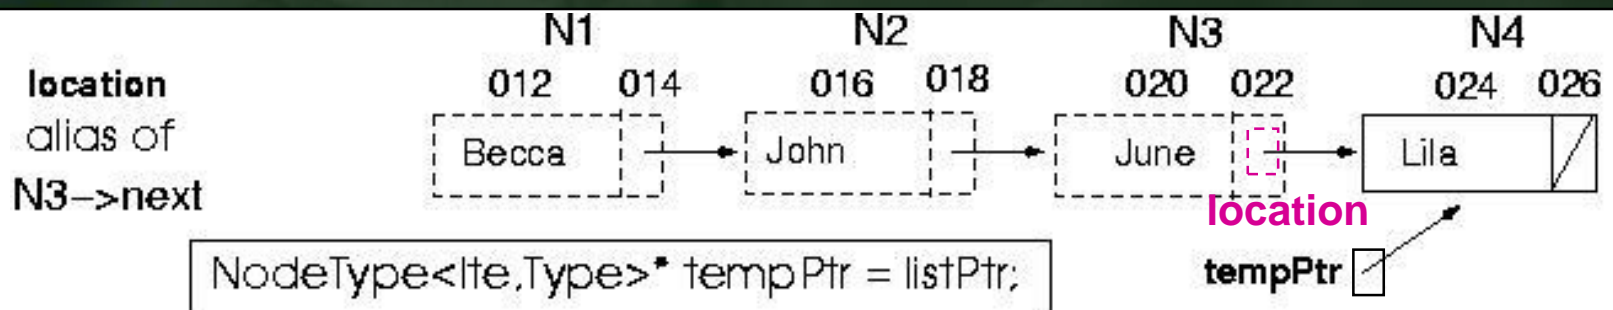 N1 N2 N3 N4
location 012 014 016 018 020 022 024 026
alias of Becca John June Lila
N3->next location
NodeType<Ite,Type>* tempPtr = listPtr; tempPtr